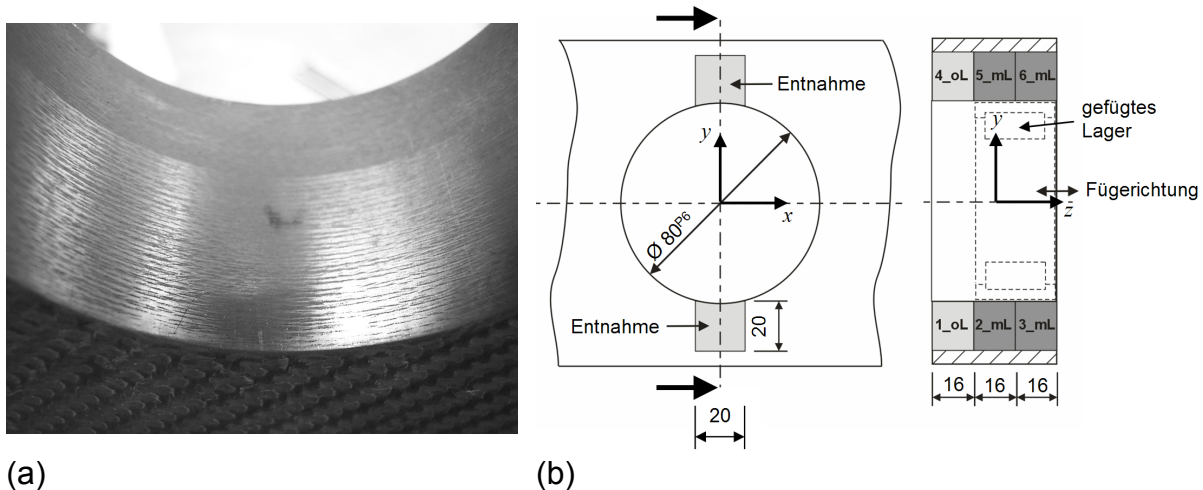 Entnahme
y
x
Ø 80P6
Entnahme
20
20
4_oL 5_mL 6_mL
gefügtes
Lager
y
Fügerichtung
z
1_oL 2_mL 3_mL
16 16 16
(a)
(b)